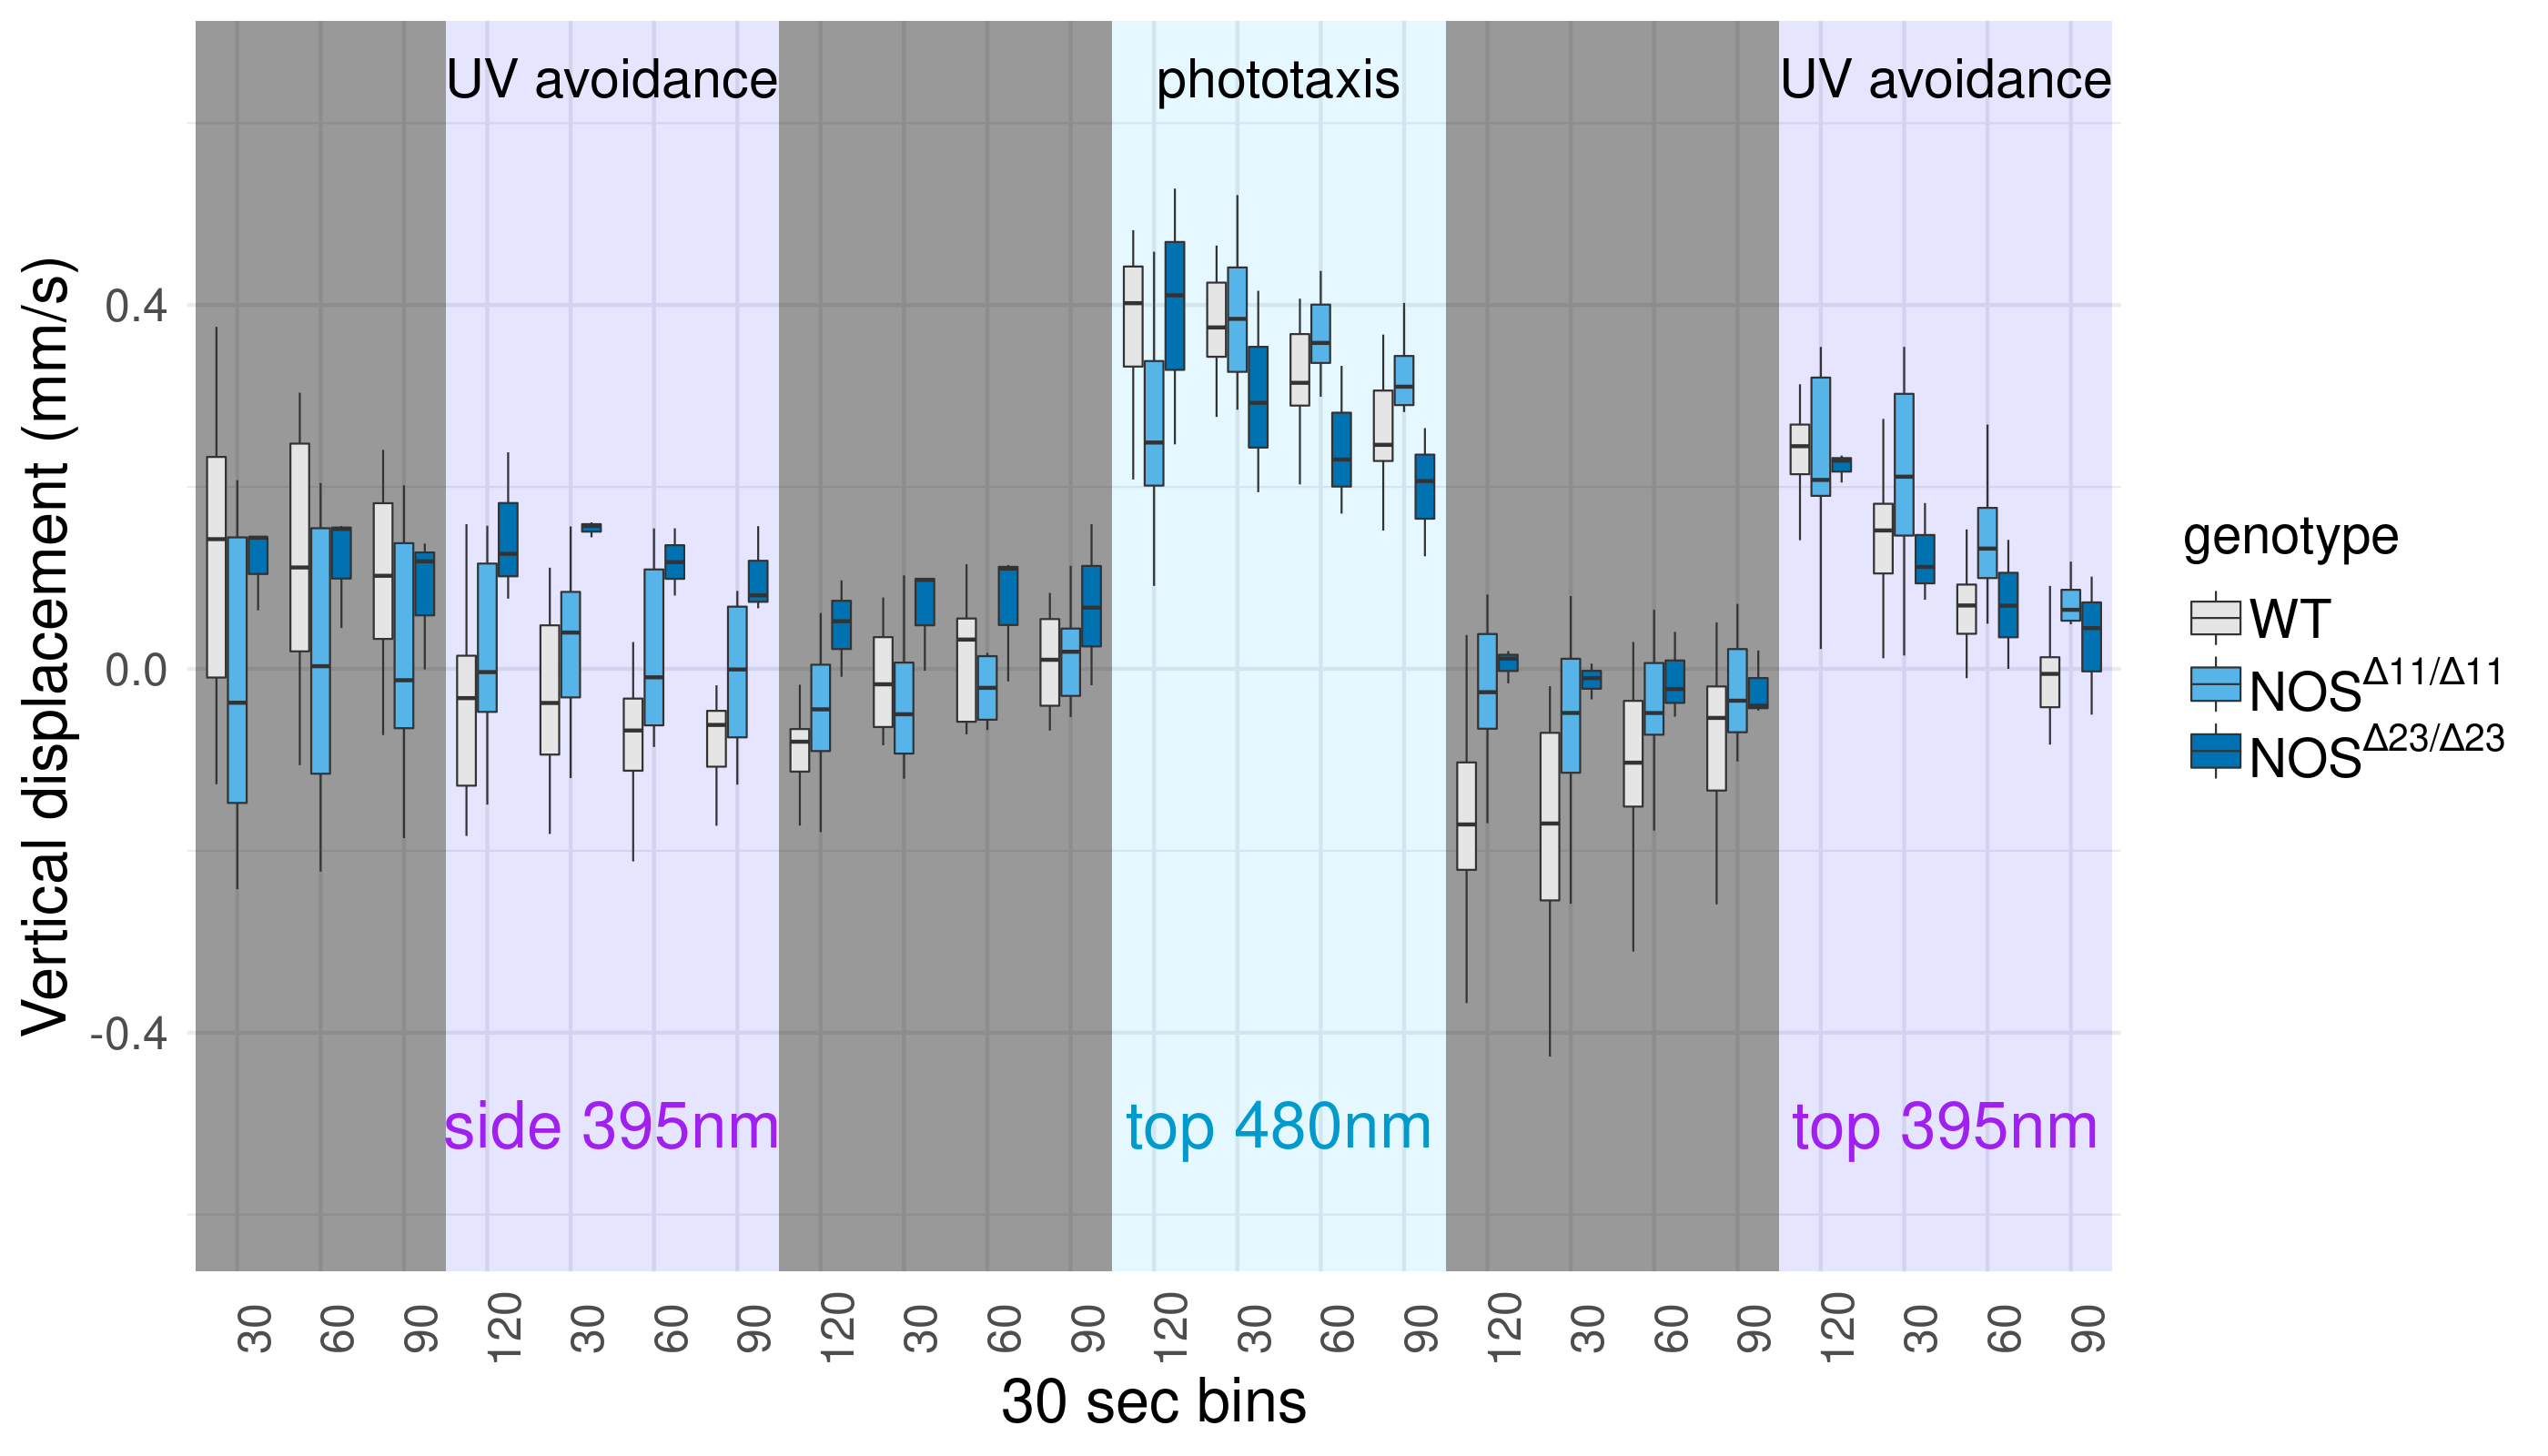 UV avoidance phototaxis UV avoidance
Vertical displacement (mm/s)
0.4
0.0
-0.4
side 395nm top 480nm top 395nm
30 60 90 120 30 60 90 120 30 60 90 120 30 60 90 120 30 60 90 120 30 60 90
30 sec bins
genotype
WT
NOSΔ11/Δ11
NOSΔ23/Δ23